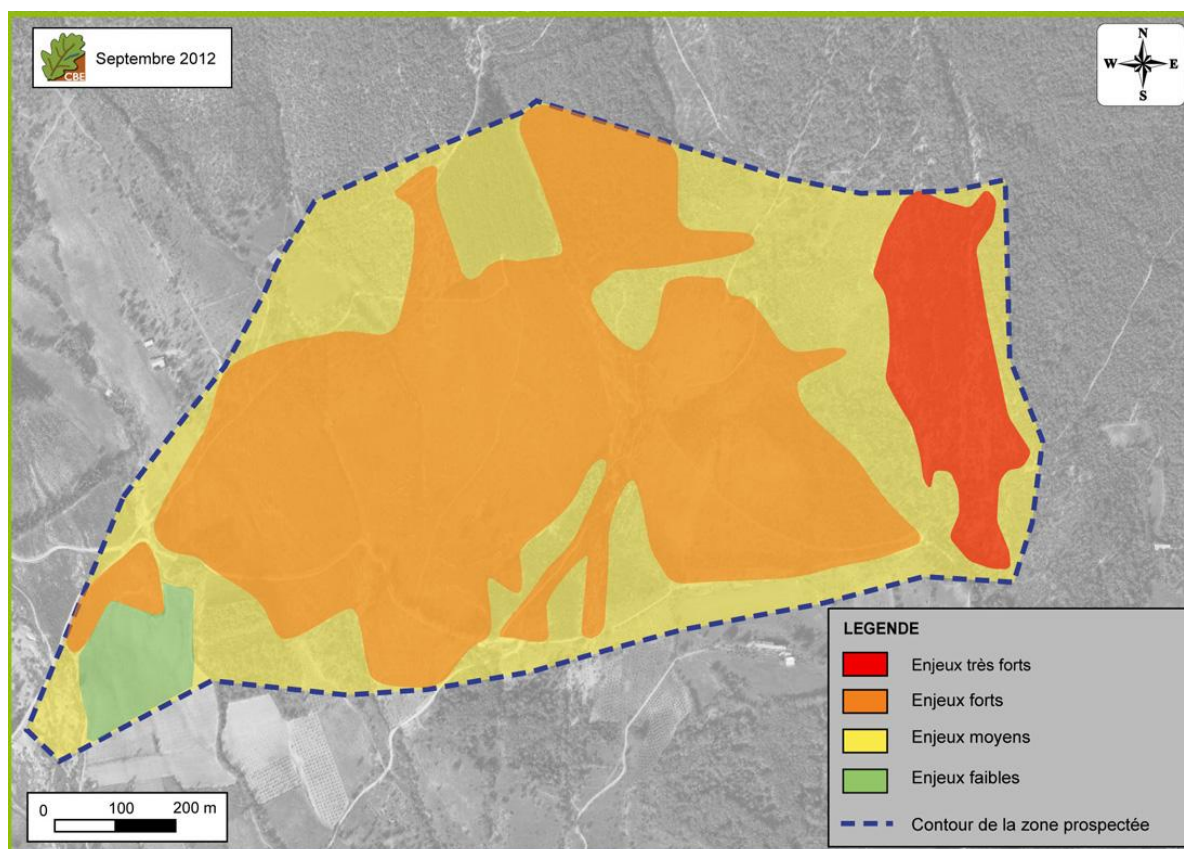 CBE
Septembre 2012
N
W E
S
LEGENDE
Enjeux très forts
Enjeux forts
Enjeux moyens
Enjeux faibles
Contour de la zone prospectée
0 100 200 m